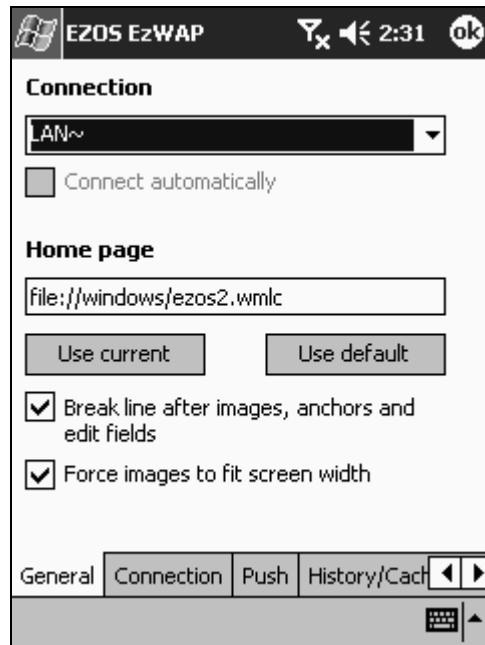 EZOS EzWAP 2:31 ok
Connection
LAN~
Connect automatically
Home page
file://windows/ezos2.wmlc
Use current Use default
Break line after images, anchors and
edit fields
Force images to fit screen width
General Connection Push History/Cach